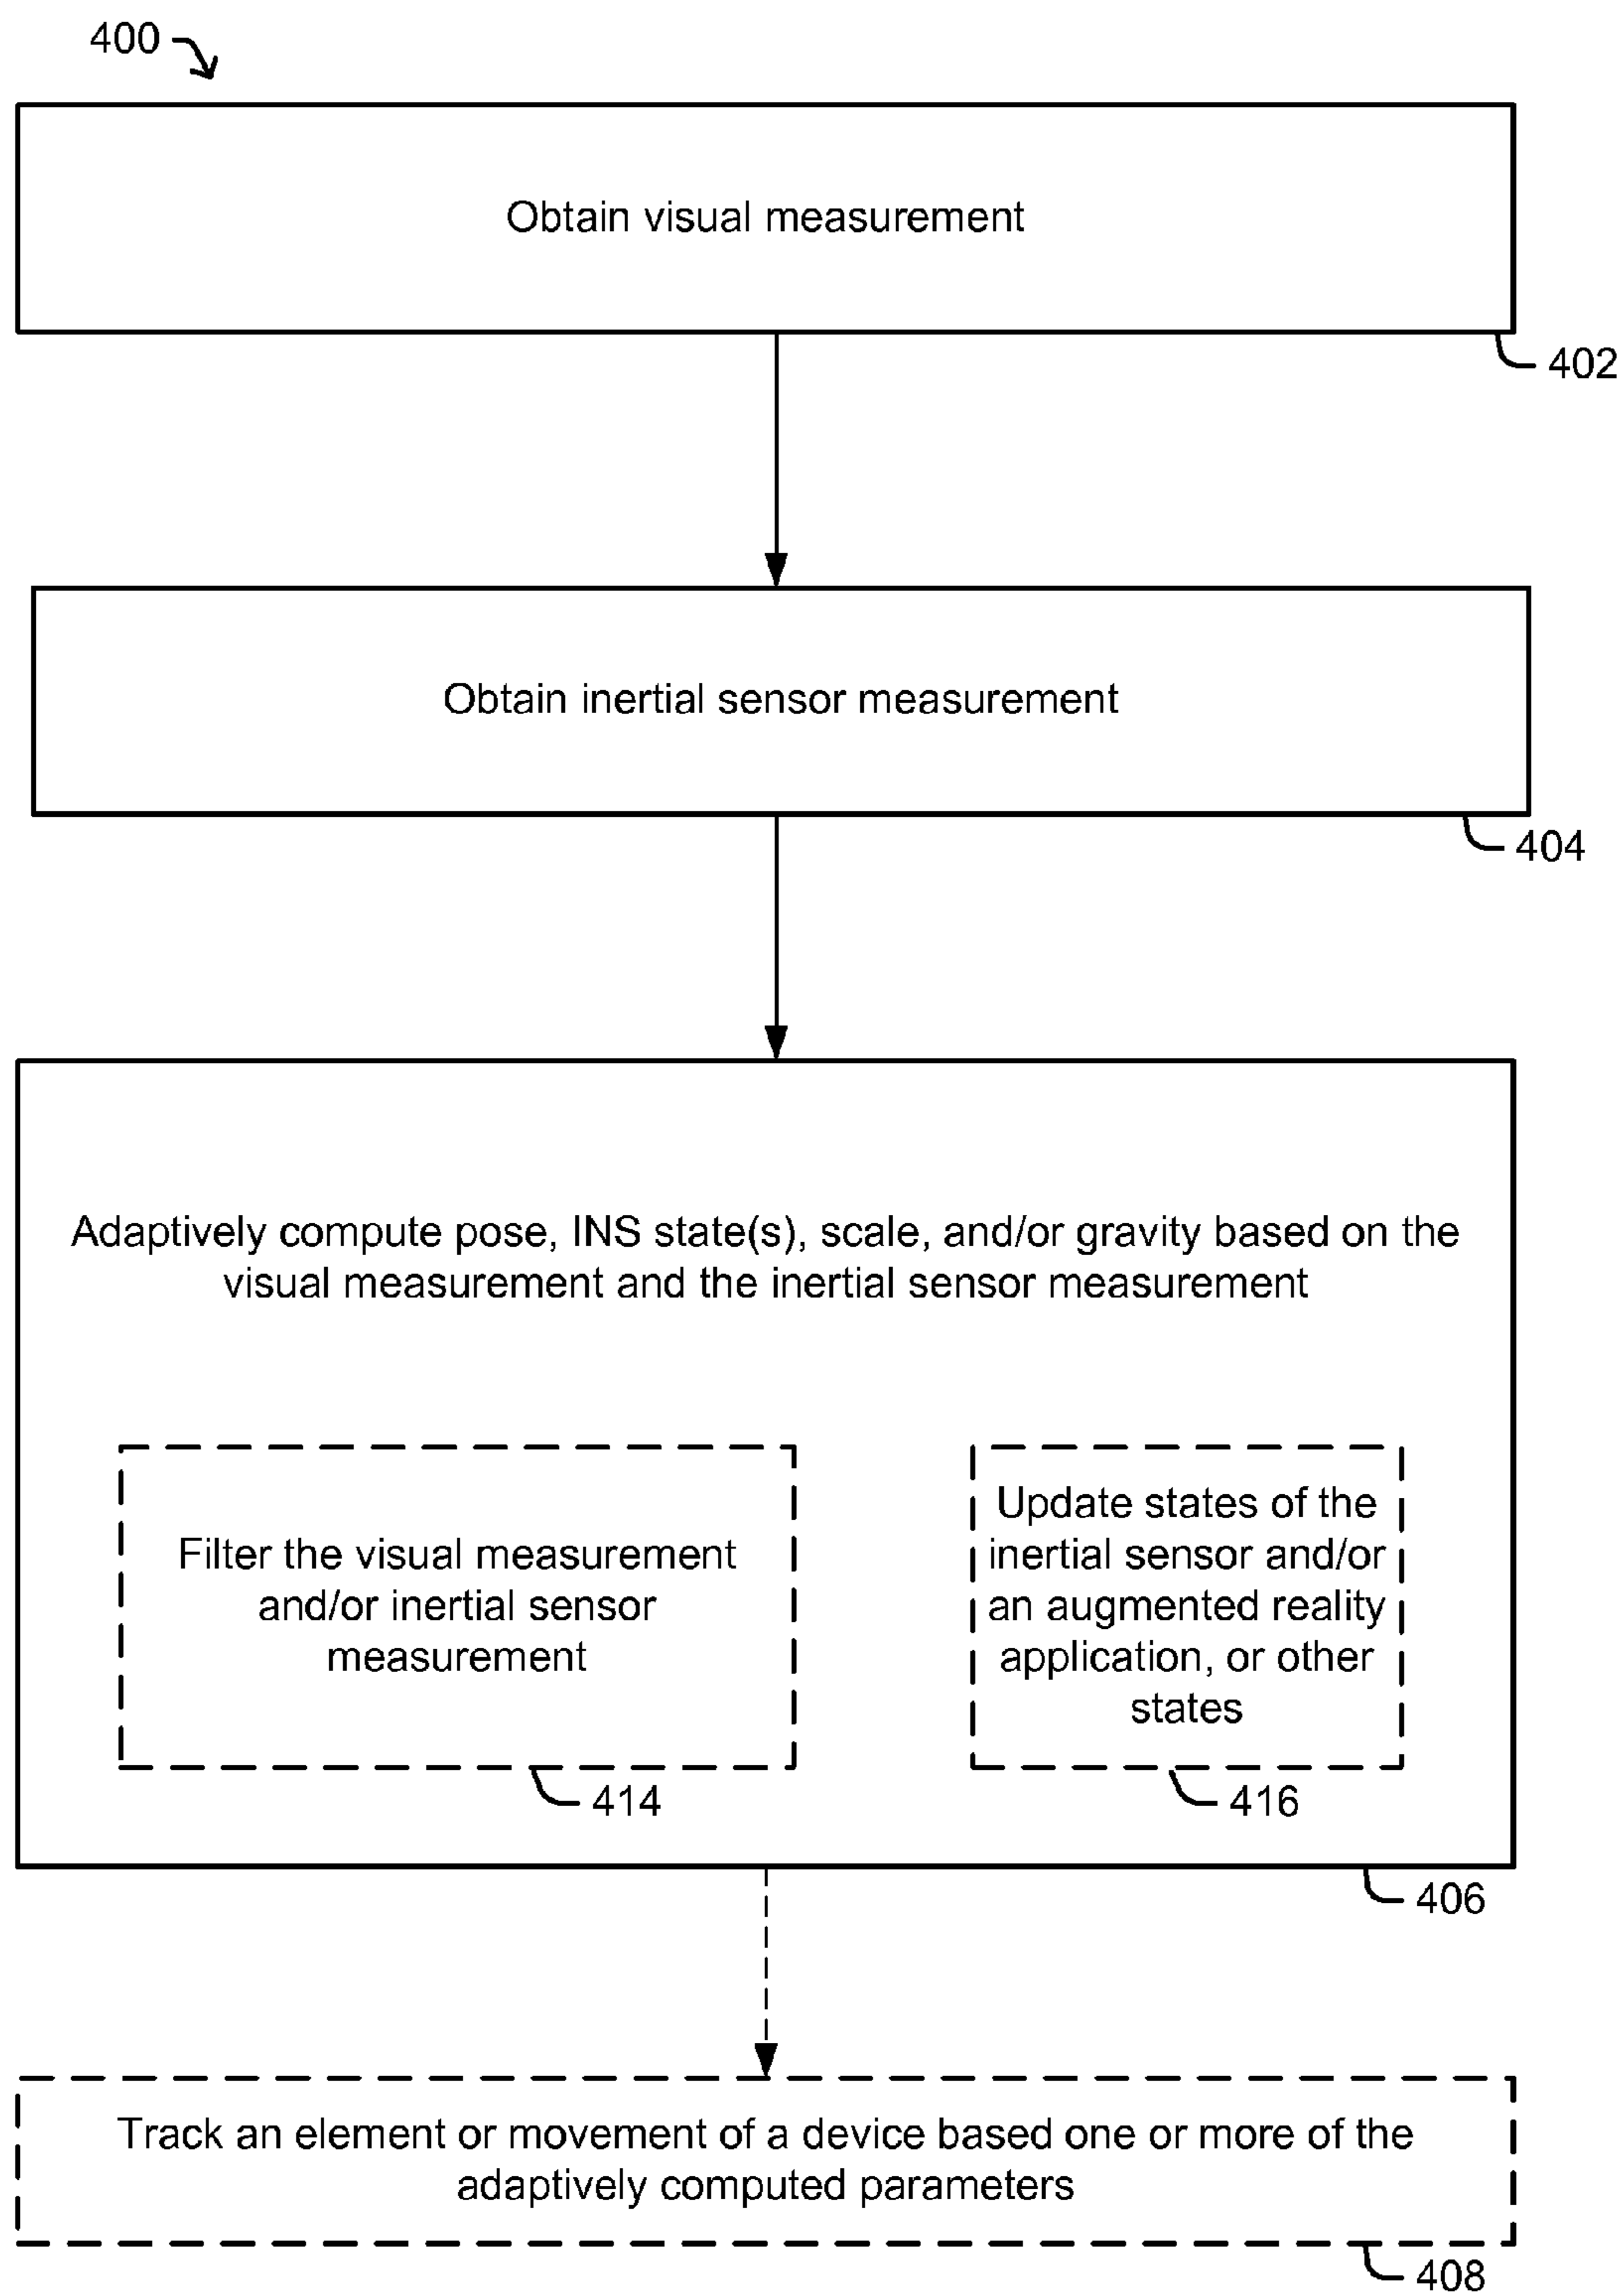 400
Obtain visual measurement
402
Obtain inertial sensor measurement
404
Adaptively compute pose, INS state(s), scale, and/or gravity based on the
visual measurement and the inertial sensor measurement
Filter the visual measurement
and/or inertial sensor
measurement
414
Update states of the
inertial sensor and/or
an augmented reality
application, or other
states
416
406
Track an element or movement of a device based one or more of the
adaptively computed parameters
408